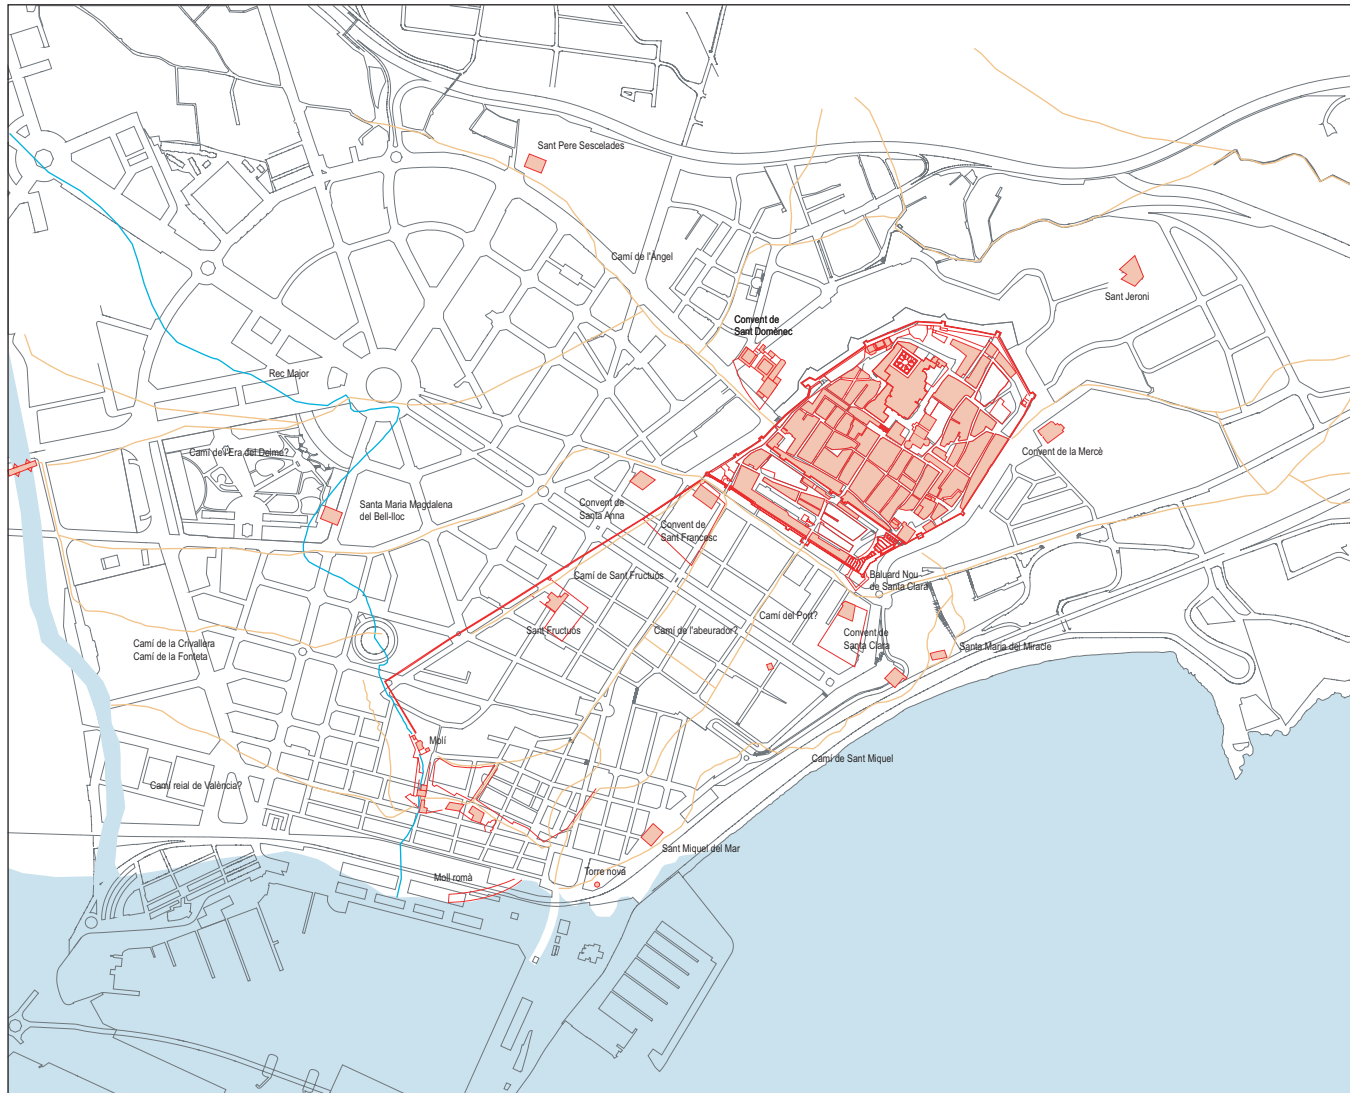 Sant Pere Sescelades
Camí de l'Àngel
Sant Jeroni
Convent de
Sant Domènec
Rec Major
Camí de l'Era del Delme?
Convent de la Mercè
Santa Maria Magdalena
del Bell-lloc
Convent de
Santa Anna
Convent de
Sant Francesc
Camí de Sant Fructuós
Baluard Nou
de Santa Clara
Camí del Port?
Sant Fructuós
Camí de l'abeurador?
Convent de
Santa Clara
Santa Maria del Miracle
Camí de la Crivallera
Camí de la Fonteta
Molí
Camí de Sant Miquel
Camí reial de València?
Sant Miquel del Mar
Torre nova
Moll romà